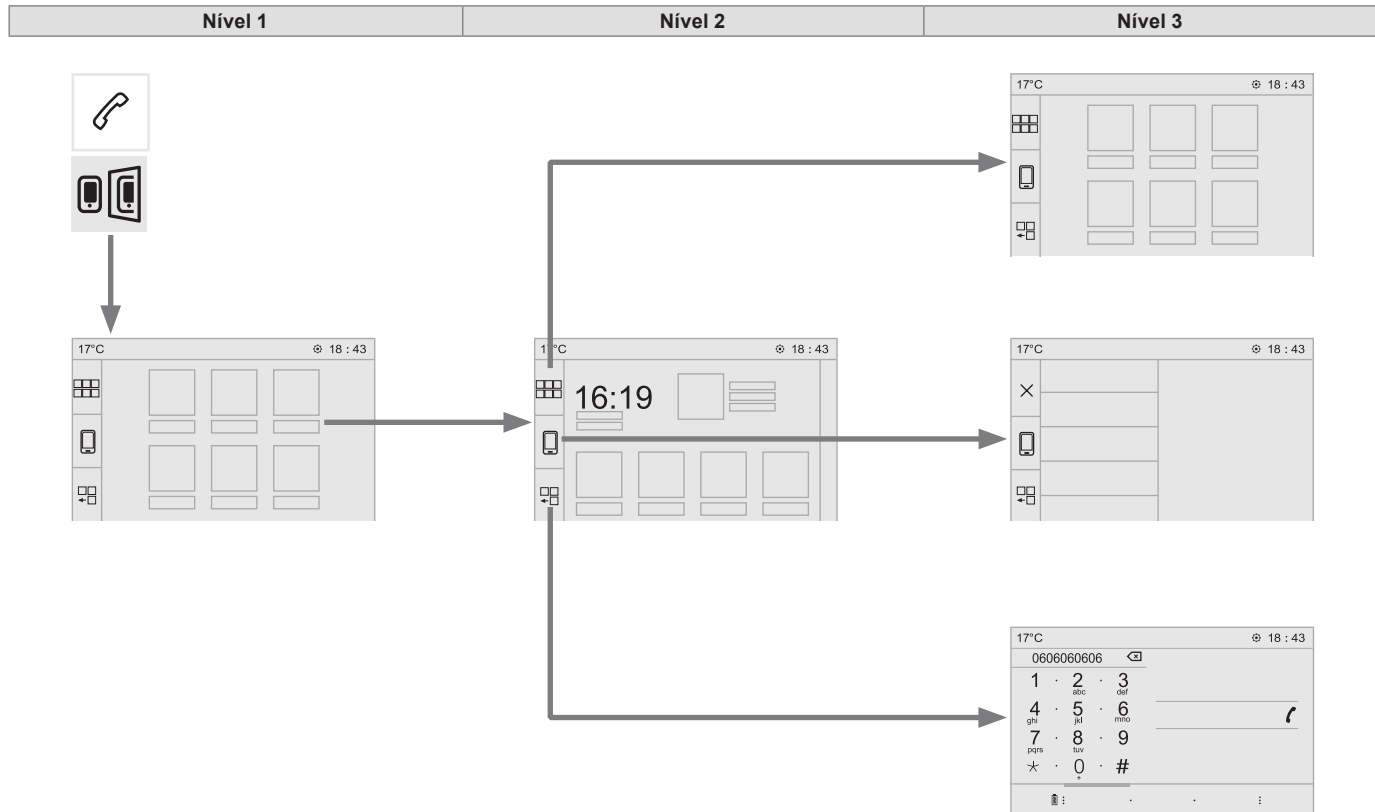 Nível 1 Nível 2 Nível 3
17°C 18 : 43
17°C 18 : 43
17°C 18 : 43
16:19
17°C 18 : 43
17°C 18 : 43
0606060606
1 · 2 · 3
abc def
4 · 5 · 6
ghi jkl mno
7 · 8 · 9
pqrs tuv
* · 0 · #
+